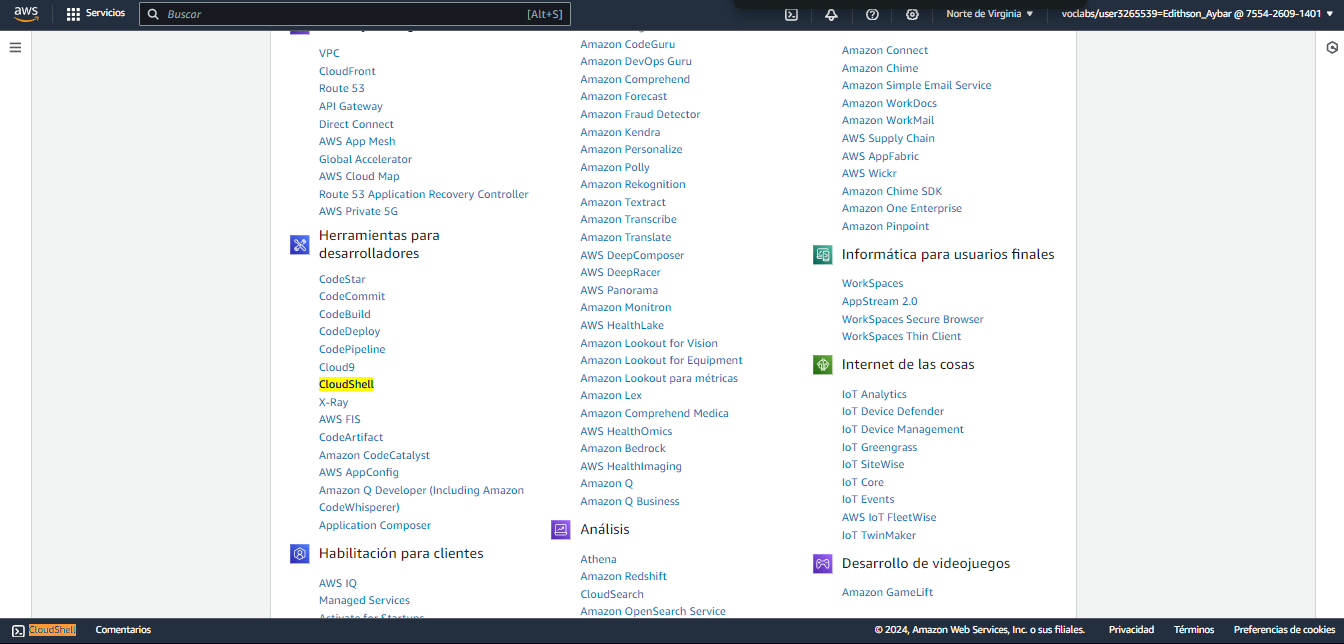 aws
Servicios
Buscar
[Alt+S]
Norte de Virginia
voclabs/user3265539=Edithson_Aybar @ 7554-2609-1401
VPC
CloudFront
Route 53
API Gateway
Direct Connect
AWS App Mesh
Global Accelerator
AWS Cloud Map
Route 53 Application Recovery Controller
AWS Private 5G
Herramientas para
desarrolladores
CodeStar
CodeCommit
CodeBuild
CodeDeploy
CodePipeline
Cloud9
CloudShell
X-Ray
AWS FIS
CodeArtifact
Amazon CodeCatalyst
AWS AppConfig
Amazon Q Developer (Including Amazon
CodeWhisperer)
Application Composer
Habilitación para clientes
AWS IQ
Managed Services
Activate for Startups
Amazon CodeGuru
Amazon DevOps Guru
Amazon Comprehend
Amazon Forecast
Amazon Fraud Detector
Amazon Kendra
Amazon Personalize
Amazon Polly
Amazon Rekognition
Amazon Textract
Amazon Transcribe
Amazon Translate
AWS DeepComposer
AWS DeepRacer
AWS Panorama
Amazon Monitron
AWS HealthLake
Amazon Lookout for Vision
Amazon Lookout for Equipment
Amazon Lookout para métricas
Amazon Lex
Amazon Comprehend Medica
AWS HealthOmics
Amazon Bedrock
AWS HealthImaging
Amazon Q
Amazon Q Business
Análisis
Athena
Amazon Redshift
CloudSearch
Amazon OpenSearch Service
Amazon Connect
Amazon Chime
Amazon Simple Email Service
Amazon WorkDocs
Amazon WorkMail
AWS Supply Chain
AWS AppFabric
AWS Wickr
Amazon Chime SDK
Amazon One Enterprise
Amazon Pinpoint
Informática para usuarios finales
WorkSpaces
AppStream 2.0
WorkSpaces Secure Browser
WorkSpaces Thin Client
Internet de las cosas
IoT Analytics
IoT Device Defender
IoT Device Management
IoT Greengrass
IoT SiteWise
IoT Core
IoT Events
AWS IoT FleetWise
IoT TwinMaker
Desarrollo de videojuegos
Amazon GameLift
CloudShell
Comentarios
© 2024, Amazon Web Services, Inc. o sus filiales.
Privacidad
Términos
Preferencias de cookies